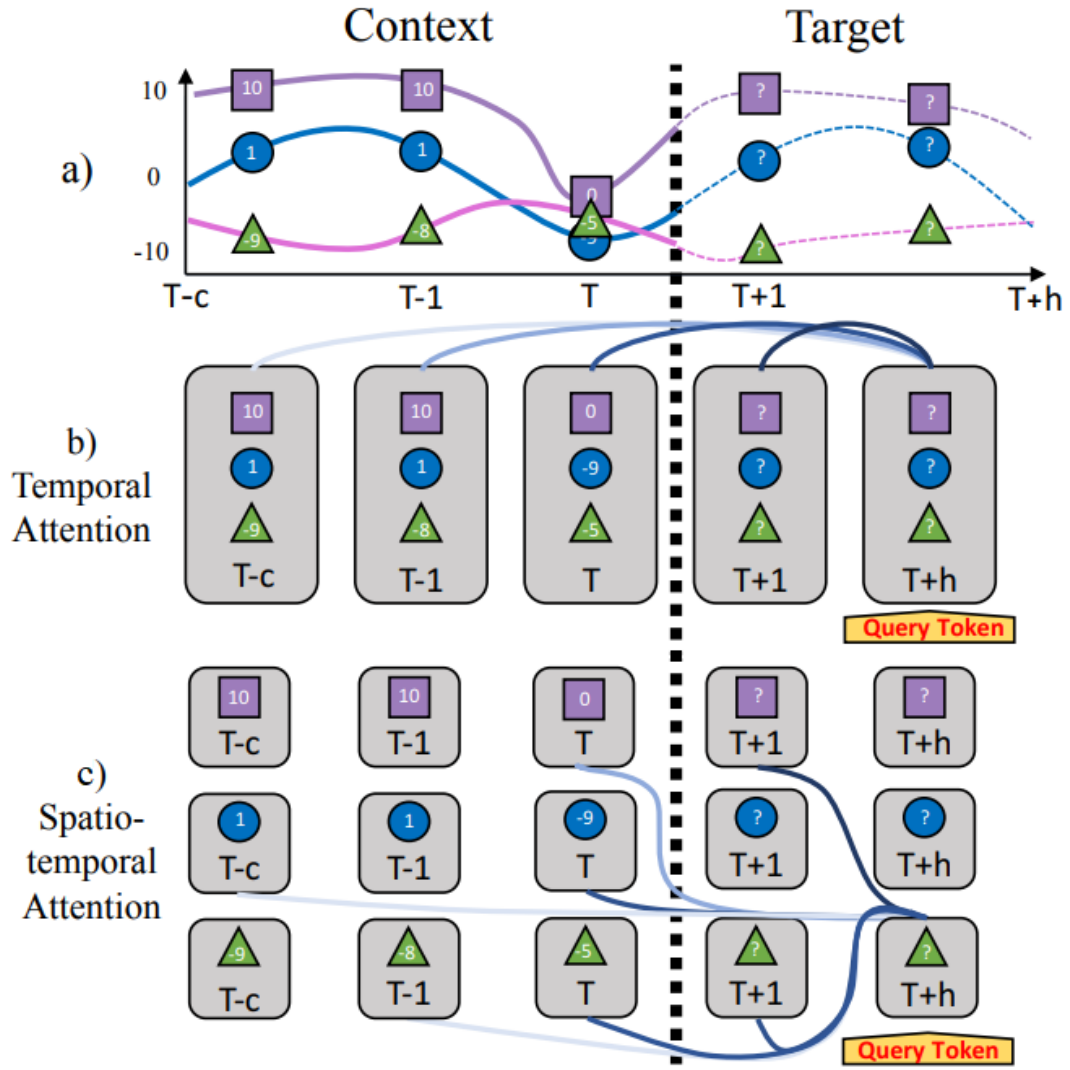 Context Target
a)
10
0
-10
10 10 ? ?
1 1 ? ?
0
-9 -8 -5 ? ?
T-c T-1 T T+1 T+h
b)
Temporal
Attention
10 10 0 ? ?
1 1 -9 ? ?
-9 -8 -5 ? ?
T-c T-1 T T+1 T+h
Query Token
c)
Spatio-
temporal
Attention
10 10 0 ? ?
T-c T-1 T T+1 T+h
1 1 -9 ? ?
T-c T-1 T T+1 T+h
-9 -8 -5 ? ?
T-c T-1 T T+1 T+h
Query Token